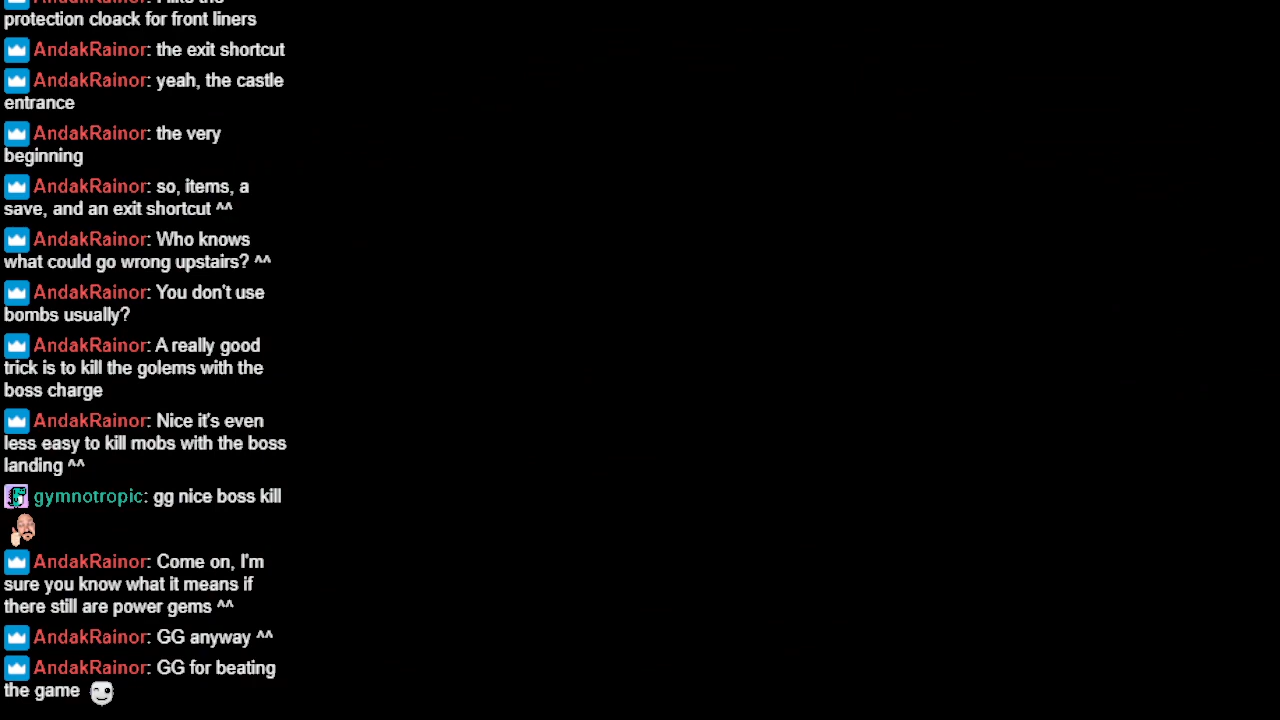 protection cloack for front liners
AndakRainor: the exit shortcut
AndakRainor: yeah, the castle
entrance
AndakRainor: the very
beginning
AndakRainor: so, items, a
save, and an exit shortcut ^^
AndakRainor: Who knows
what could go wrong upstairs? ^^
AndakRainor: You don't use
bombs usually?
AndakRainor: A really good
trick is to kill the golems with the
boss charge
AndakRainor: Nice it's even
less easy to kill mobs with the boss
landing ^^
gymnotropic: gg nice boss kill
AndakRainor: Come on, I'm
sure you know what it means if
there still are power gems ^^
AndakRainor: GG anyway ^^
AndakRainor: GG for beating
the game